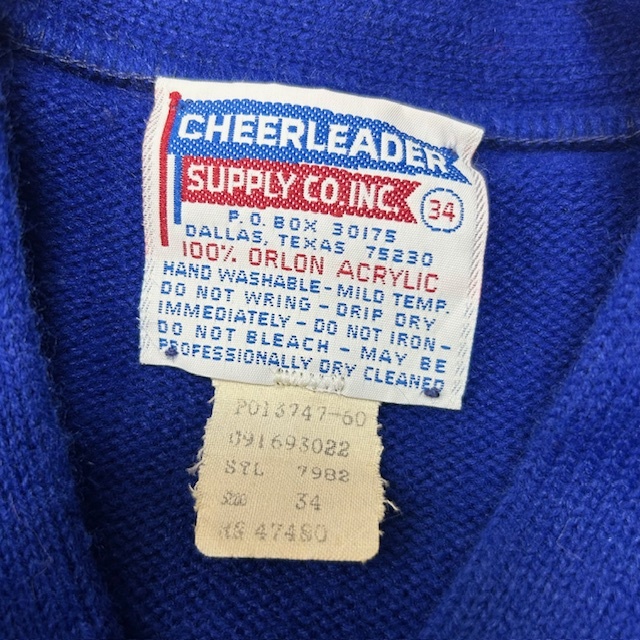 CHEERLEADER
SUPPLY CO. INC.
34
P.O. BOX 30175
DALLAS, TEXAS 75230
100% ORLON ACRYLIC
HAND WASHABLE - MILD TEMP.
DO NOT WRING - DRIP DRY
IMMEDIATELY - DO NOT IRON -
DO NOT BLEACH - MAY BE
PROFESSIONALLY DRY CLEANED
PO13747-60
091693022
STL 7982
34
47480